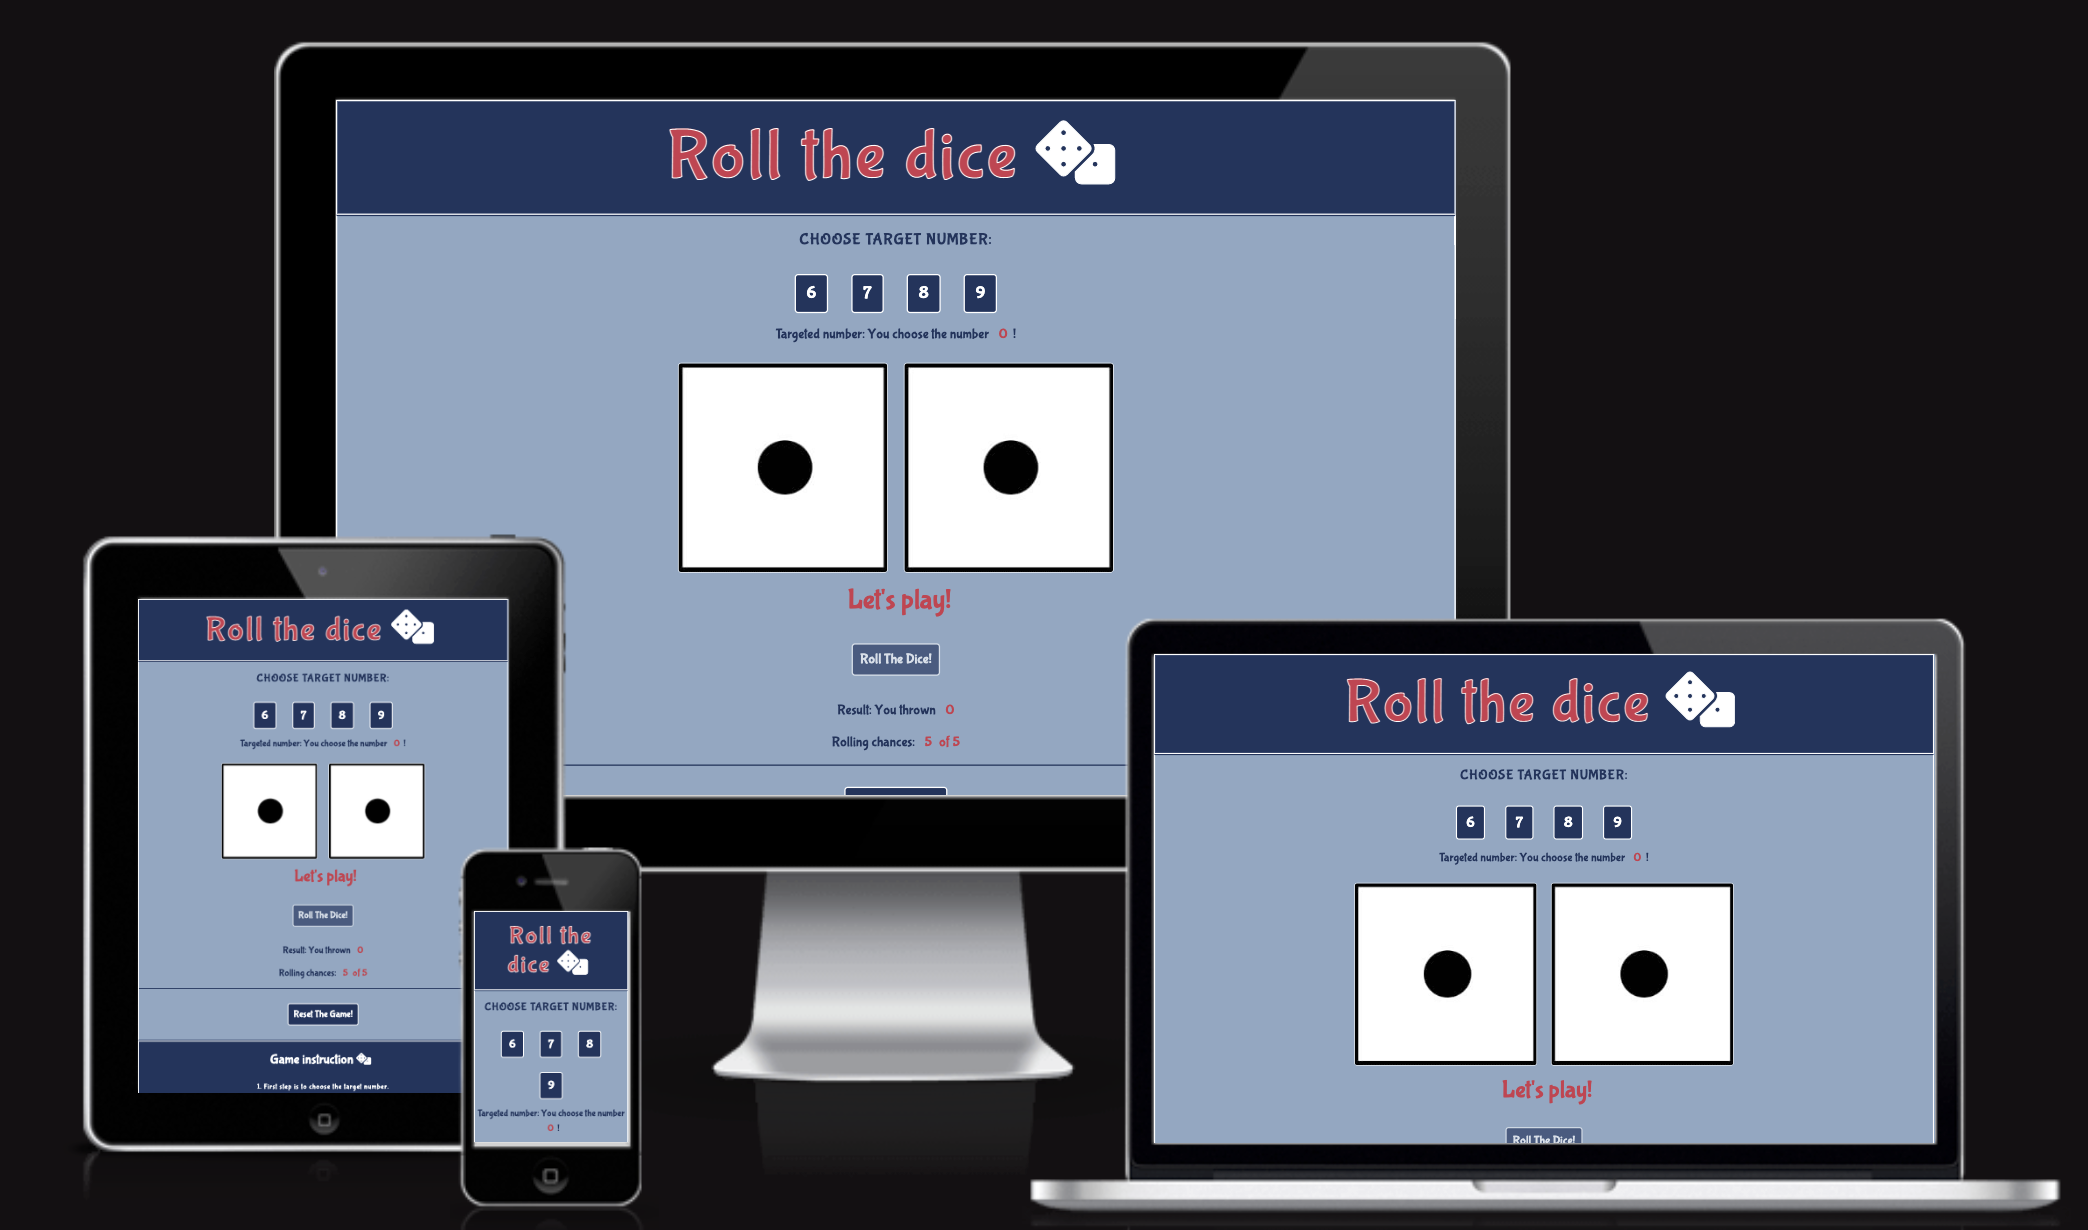 Roll the dice
CHOOSE TARGET NUMBER:
6 7 8 9
Targeted number: You choose the number 0 !
Let's play!
Roll The Dice!
Result: You thrown 0
Rolling chances: 5 of 5
Roll the dice
CHOOSE TARGET NUMBER:
6 7 8 9
Targeted number: You choose the number 0 !
Let's play!
Roll The Dice!
Result: You thrown 0
Rolling chances: 5 of 5
Reset The Game!
Game instruction
1. First step is to choose the target number.
Roll the
dice
CHOOSE TARGET NUMBER:
6 7 8
9
Targeted number: You choose the number
0 !
Roll the dice
CHOOSE TARGET NUMBER:
6 7 8 9
Targeted number: You choose the number 0 !
Let's play!
Roll The Dice!